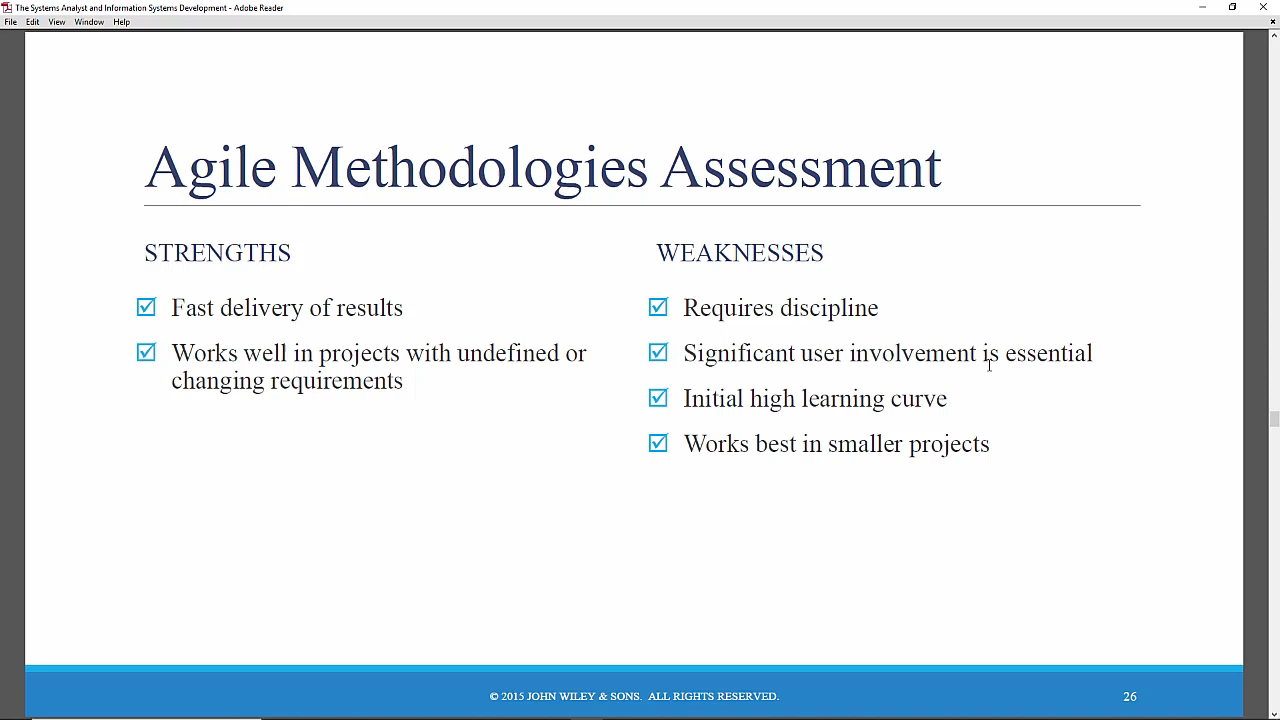 The Systems Analyst and Information Systems Development - Adobe Reader
File Edit View Window Help
Agile Methodologies Assessment
STRENGTHS
Fast delivery of results
Works well in projects with undefined or
changing requirements
WEAKNESSES
Requires discipline
Significant user involvement is essential
Initial high learning curve
Works best in smaller projects
© 2015 JOHN WILEY & SONS. ALL RIGHTS RESERVED.
26